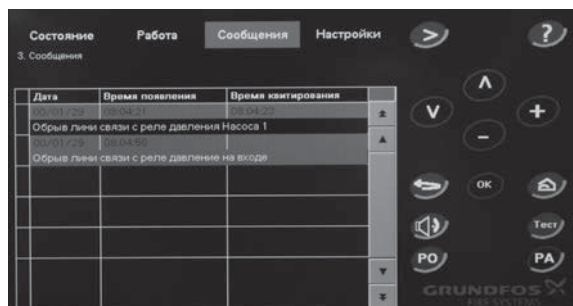 Состояние Работа Сообщения Настройки > ?
3. Сообщения
Дата Время появления Время квитирования
00/01/29 08:04:21 08:04:23
Обрыв лини связи с реле давления Насоса 1
00/01/29 08:04:50
Обрыв лини связи с реле давление на входе
OK
Тест
PO PA
GRUNDFOS
FIRE SYSTEMS